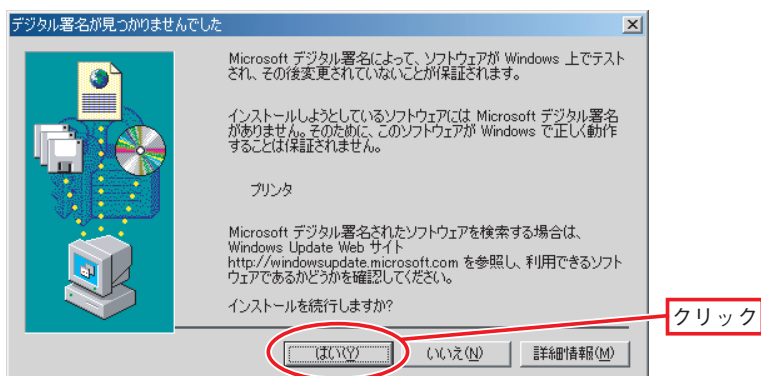 デジタル署名が見つかりませんでした
Microsoft デジタル署名によって、ソフトウェアが Windows 上でテスト
され、その後変更されていないことが保証されます。
インストールしようとしているソフトウェアには Microsoft デジタル署名
がありません。そのために、このソフトウェアが Windows で正しく動作
することは保証されません。
プリンタ
Microsoft デジタル署名されたソフトウェアを検索する場合は、
Windows Update Web サイト
http://windowsupdate.microsoft.com を参照し、利用できるソフト
ウェアであるかどうかを確認してください。
インストールを続行しますか?
クリック
はい(Y) いいえ(N) 詳細情報(M)